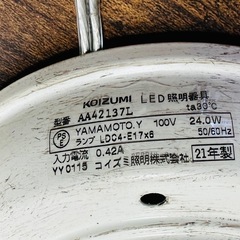 KOIZUMI LED照明器具
ta30℃
型番 AA42137L
PSE YAMAMOTO.Y 100V 24.0W
ランプ LDC4-E17x6 50/60Hz
入力電流 0.42A
YY0115 コイズミ照明株式会社 21年製